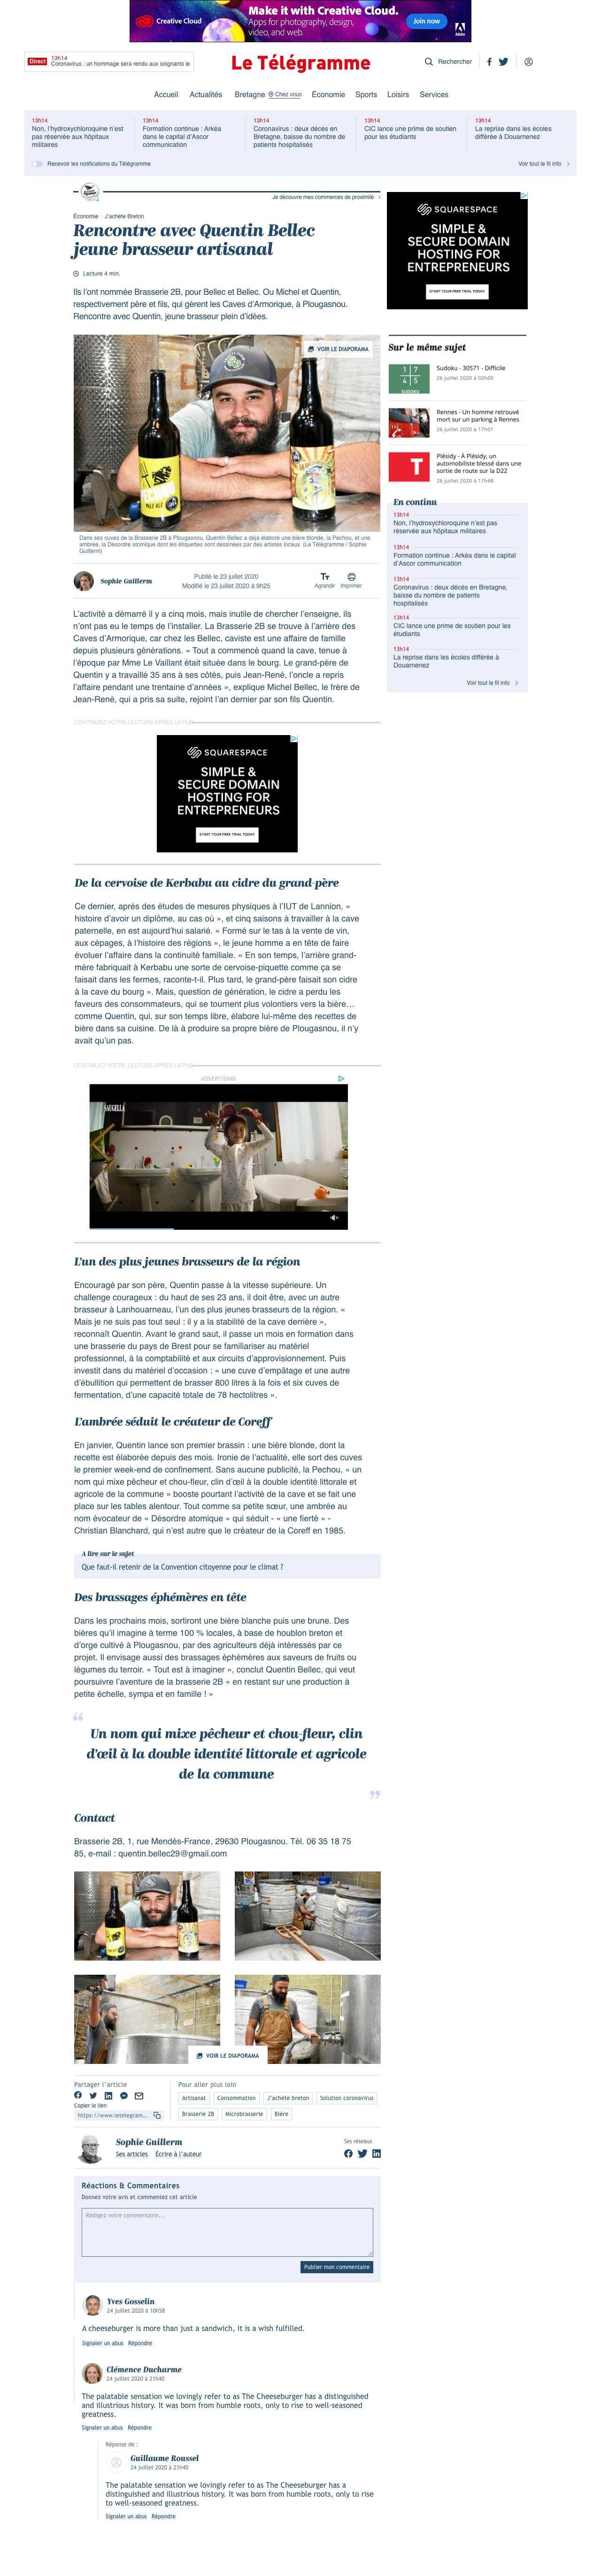 Creative Cloud
Make it with Creative Cloud.
Apps for photography, design,
video, and web.
Join now
Adobe
Direct
13h14
Coronavirus : un hommage sera rendu aux soignants le
Le Télégramme
Rechercher
Accueil
Actualités
Bretagne
Chez vous
Économie
Sports
Loisirs
Services
13h14
Non, l’hydroxychloroquine n’est
pas réservée aux hôpitaux
militaires
13h14
Formation continue : Arkéa
dans le capital d’Ascor
communication
13h14
Coronavirus : deux décès en
Bretagne, baisse du nombre de
patients hospitalisés
13h14
CIC lance une prime de soutien
pour les étudiants
13h14
La reprise dans les écoles
différée à Douarnenez
Recevoir les notifications du Télégramme
Voir tout le fil info
Je découvre mes commerces de proximité
Économie
J’achète Breton
Rencontre avec Quentin Bellec
jeune brasseur artisanal
Lecture 4 min.
Ils l’ont nommée Brasserie 2B, pour Bellec et Bellec. Ou Michel et Quentin,
respectivement père et fils, qui gèrent les Caves d’Armorique, à Plougasnou.
Rencontre avec Quentin, jeune brasseur plein d’idées.
VOIR LE DIAPORAMA
PALE ALE
Dans ses cuves de la Brasserie 2B à Plougasnou, Quentin Bellec a déjà élaboré une bière blonde, la Pechou, et une
ambrée, la Désordre atomique dont les étiquettes sont dessinées par des artistes locaux. (Le Télégramme / Sophie
Guillerm)
Sophie Guillerm
Publié le 23 juillet 2020
Modifié le 23 juillet 2020 à 9h25
Agrandir
Imprimer
L’activité a démarré il y a cinq mois, mais inutile de chercher l’enseigne, ils
n’ont pas eu le temps de l’installer. La Brasserie 2B se trouve à l’arrière des
Caves d’Armorique, car chez les Bellec, caviste est une affaire de famille
depuis plusieurs générations. « Tout a commencé quand la cave, tenue à
l’époque par Mme Le Vaillant était située dans le bourg. Le grand-père de
Quentin y a travaillé 35 ans à ses côtés, puis Jean-René, l’oncle a repris
l’affaire pendant une trentaine d’années », explique Michel Bellec, le frère de
Jean-René, qui a pris sa suite, rejoint l’an dernier par son fils Quentin.
CONTINUEZ VOTRE LECTURE APRÈS LA PUB
SQUARESPACE
SIMPLE &
SECURE DOMAIN
HOSTING FOR
ENTREPRENEURS
START YOUR FREE TRIAL TODAY
De la cervoise de Kerbabu au cidre du grand-père
Ce dernier, après des études de mesures physiques à l’IUT de Lannion, «
histoire d’avoir un diplôme, au cas où », et cinq saisons à travailler à la cave
paternelle, en est aujourd’hui salarié. « Formé sur le tas à la vente de vin,
aux cépages, à l’histoire des régions », le jeune homme a en tête de faire
évoluer l’affaire dans la continuité familiale. « En son temps, l’arrière grand-
mère fabriquait à Kerbabu une sorte de cervoise-piquette comme ça se
faisait dans les fermes, raconte-t-il. Plus tard, le grand-père faisait son cidre
à la cave du bourg ». Mais, question de génération, le cidre a perdu les
faveurs des consommateurs, qui se tournent plus volontiers vers la bière…
comme Quentin, qui, sur son temps libre, élabore lui-même des recettes de
bière dans sa cuisine. De là à produire sa propre bière de Plougasnou, il n’y
avait qu’un pas.
CONTINUEZ VOTRE LECTURE APRÈS LA PUB
ADVERTISING
SAUGELLA
L’un des plus jeunes brasseurs de la région
Encouragé par son père, Quentin passe à la vitesse supérieure. Un
challenge courageux : du haut de ses 23 ans, il doit être, avec un autre
brasseur à Lanhouarneau, l’un des plus jeunes brasseurs de la région. «
Mais je ne suis pas tout seul : il y a la stabilité de la cave derrière »,
reconnaît Quentin. Avant le grand saut, il passe un mois en formation dans
une brasserie du pays de Brest pour se familiariser au matériel
professionnel, à la comptabilité et aux circuits d’approvisionnement. Puis
investit dans du matériel d’occasion : « une cuve d’empâtage et une autre
d’ébullition qui permettent de brasser 800 litres à la fois et six cuves de
fermentation, d’une capacité totale de 78 hectolitres ».
L’ambrée séduit le créateur de Coreff
En janvier, Quentin lance son premier brassin : une bière blonde, dont la
recette est élaborée depuis des mois. Ironie de l’actualité, elle sort des cuves
le premier week-end de confinement. Sans aucune publicité, la Pechou, « un
nom qui mixe pêcheur et chou-fleur, clin d’œil à la double identité littorale et
agricole de la commune » booste pourtant l’activité de la cave et se fait une
place sur les tables alentour. Tout comme sa petite sœur, une ambrée au
nom évocateur de « Désordre atomique » qui séduit - « une fierté » -
Christian Blanchard, qui n’est autre que le créateur de la Coreff en 1985.
A lire sur le sujet
Que faut-il retenir de la Convention citoyenne pour le climat ?
Des brassages éphémères en tête
Dans les prochains mois, sortiront une bière blanche puis une brune. Des
bières qu’il imagine à terme 100 % locales, à base de houblon breton et
d’orge cultivé à Plougasnou, par des agriculteurs déjà intéressés par ce
projet. Il envisage aussi des brassages éphémères aux saveurs de fruits ou
légumes du terroir. « Tout est à imaginer », conclut Quentin Bellec, qui veut
poursuivre l’aventure de la brasserie 2B « en restant sur une production à
petite échelle, sympa et en famille ! »
“
Un nom qui mixe pêcheur et chou-fleur, clin
d’œil à la double identité littorale et agricole
de la commune
”
Contact
Brasserie 2B, 1, rue Mendès-France, 29630 Plougasnou. Tél. 06 35 18 75
85, e-mail : quentin.bellec29@gmail.com
VOIR LE DIAPORAMA
Partager l’article
Copier le lien
https://www.letelegram...
Pour aller plus loin
Artisanat
Consommation
J’achète breton
Solution coronavirus
Brasserie 2B
Microbrasserie
Bière
Sophie Guillerm
Ses articles
Écrire à l’auteur
Ses réseaux
Réactions & Commentaires
Donnez votre avis et commentez cet article
Rédigez votre commentaire...
Publier mon commentaire
Yves Gosselin
24 juillet 2020 à 10h58
A cheeseburger is more than just a sandwich, it is a wish fulfilled.
Signaler un abus
Répondre
Clémence Ducharme
24 juillet 2020 à 21h40
The palatable sensation we lovingly refer to as The Cheeseburger has a distinguished
and illustrious history. It was born from humble roots, only to rise to well-seasoned
greatness.
Signaler un abus
Répondre
Réponse de :
Guillaume Roussel
24 juillet 2020 à 21h40
The palatable sensation we lovingly refer to as The Cheeseburger has a
distinguished and illustrious history. It was born from humble roots, only to rise
to well-seasoned greatness.
Signaler un abus
Répondre
SQUARESPACE
SIMPLE &
SECURE DOMAIN
HOSTING FOR
ENTREPRENEURS
START YOUR FREE TRIAL TODAY
Sur le même sujet
1 7
4 5
SUDOKU
Sudoku - 30571 - Difficile
26 juillet 2020 à 02h00
Rennes - Un homme retrouvé
mort sur un parking à Rennes
26 juillet 2020 à 17h01
T
Plésidy - À Plésidy, un
automobiliste blessé dans une
sortie de route sur la D22
26 juillet 2020 à 17h48
En continu
13h14
Non, l’hydroxychloroquine n’est pas
réservée aux hôpitaux militaires
13h14
Formation continue : Arkéa dans le capital
d’Ascor communication
13h14
Coronavirus : deux décès en Bretagne,
baisse du nombre de patients
hospitalisés
13h14
CIC lance une prime de soutien pour les
étudiants
13h14
La reprise dans les écoles différée à
Douarnenez
Voir tout le fil info